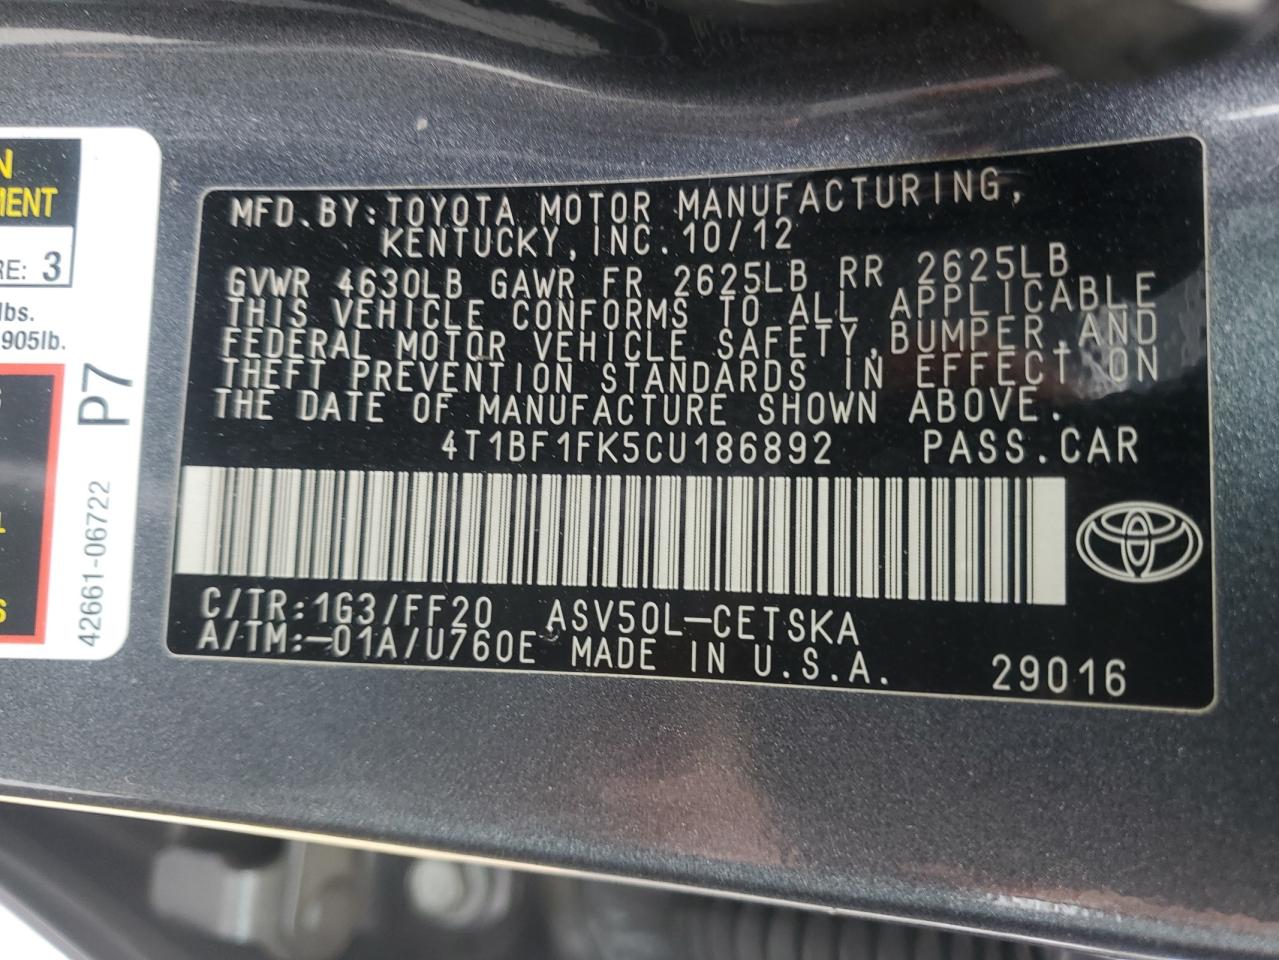 N
MENT
RE: 3
lbs.
905lb.
P7
42661-06722
L
S
MFD.BY:TOYOTA MOTOR MANUFACTURING,
KENTUCKY,INC.10/12
GVWR 4630LB GAWR FR 2625LB RR 2625LB
THIS VEHICLE CONFORMS TO ALL APPLICABLE
FEDERAL MOTOR VEHICLE SAFETY,BUMPER,AND
THEFT PREVENTION STANDARDS IN EFFECT ON
THE DATE OF MANUFACTURE SHOWN ABOVE.
4T1BF1FK5CU186892 PASS.CAR
C/TR:1G3/FF20 ASV50L-CETSKA
A/TM:-01A/U760E MADE IN U.S.A. 29016